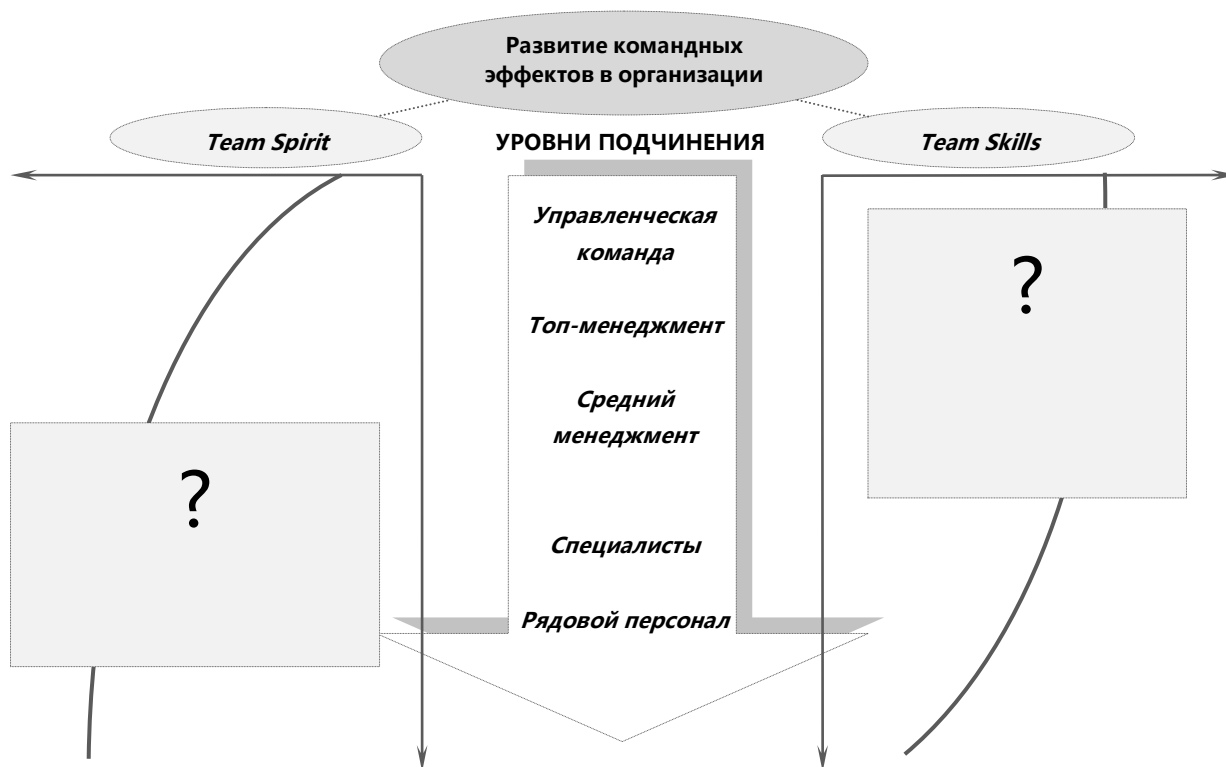 Развитие командных
эффектов в организации
Team Spirit
УРОВНИ ПОДЧИНЕНИЯ
Team Skills
Управленческая
команда
?
Топ-менеджмент
Средний
менеджмент
?
Специалисты
Рядовой персонал